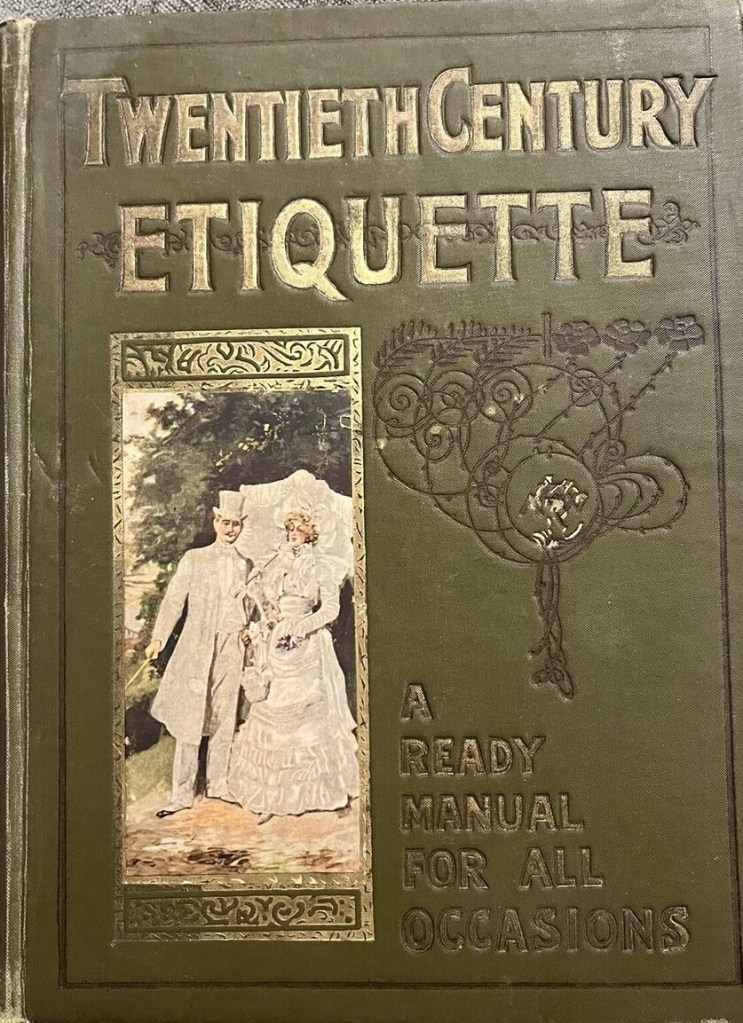 TWENTIETH CENTURY
ETIQUETTE
A
READY
MANUAL
FOR ALL
OCCASIONS